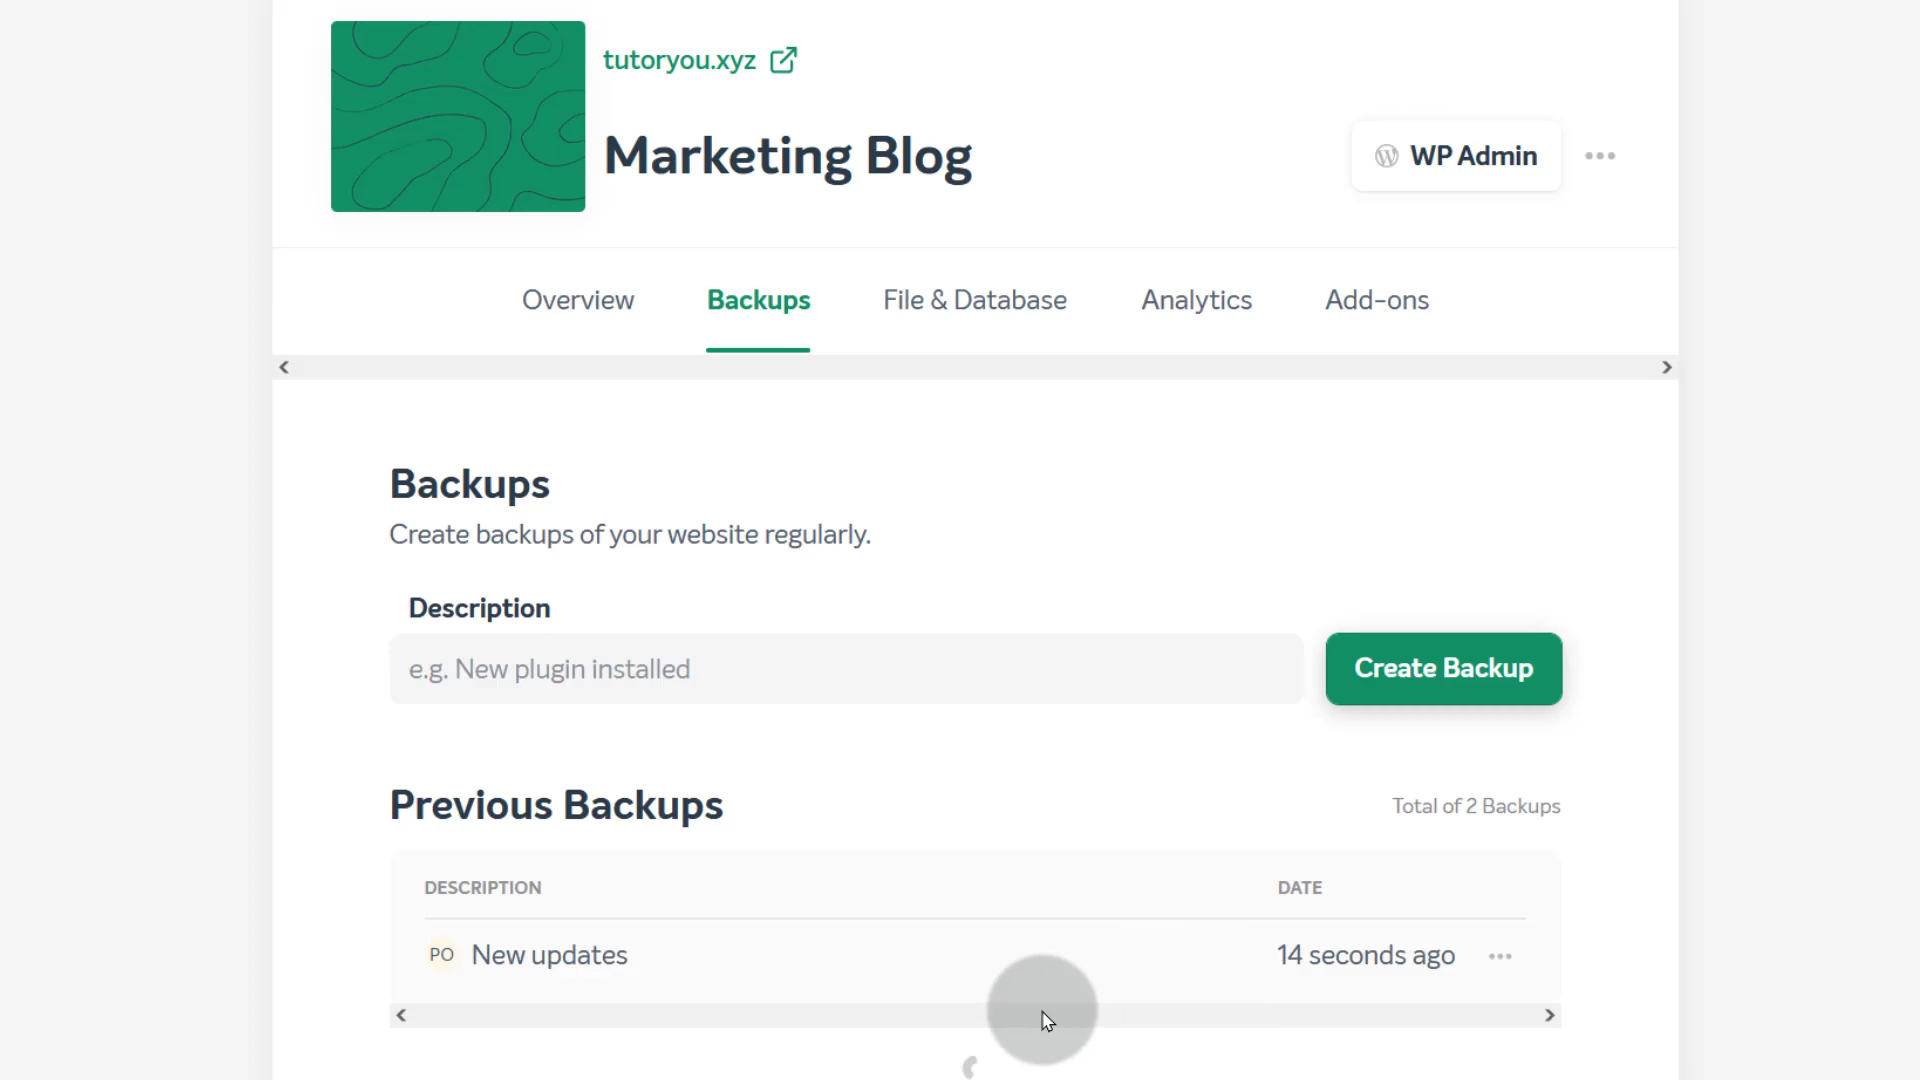 tutoryou.xyz
Marketing Blog
WP Admin
Overview
Backups
File & Database
Analytics
Add-ons
Backups
Create backups of your website regularly.
Description
e.g. New plugin installed
Create Backup
Previous Backups
Total of 2 Backups
DESCRIPTION
DATE
PO New updates
14 seconds ago